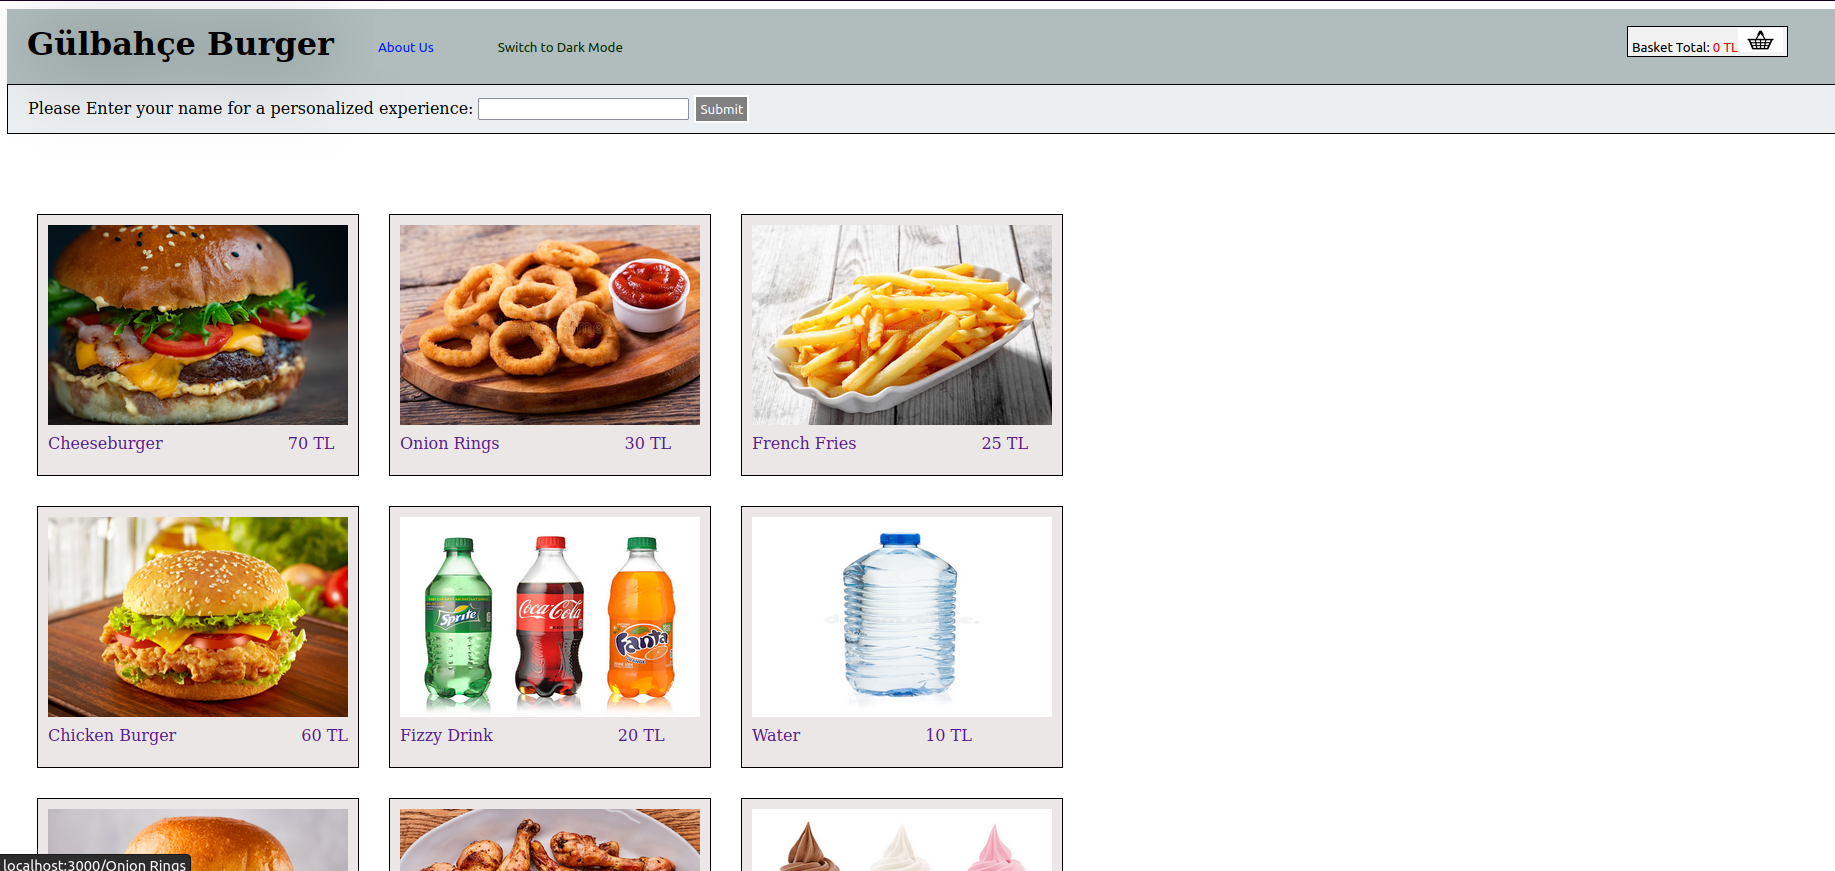 Gülbahçe Burger About Us Switch to Dark Mode Basket Total: 0 TL
Please Enter your name for a personalized experience: Submit
Cheeseburger 70 TL
Onion Rings 30 TL
French Fries 25 TL
Sprite
Coca-Cola
Fanta
Chicken Burger 60 TL
Fizzy Drink 20 TL
Water 10 TL
localhost:3000/Onion Rings